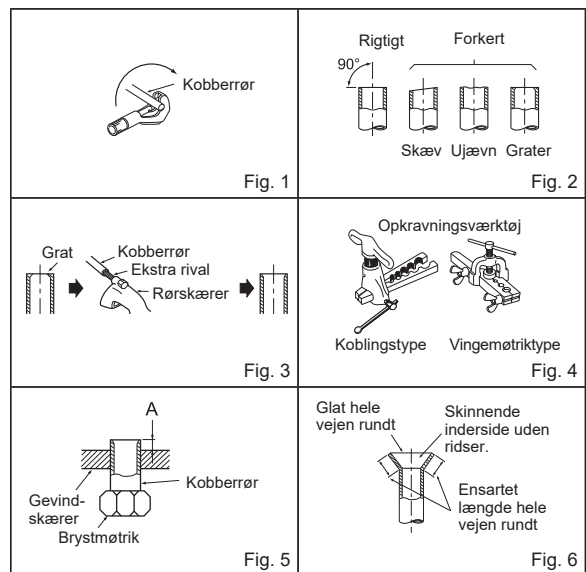 Kobberrør
Fig. 1
Rigtigt
Forkert
90°
Skæv
Ujævn
Grater
Fig. 2
Grat
Kobberrør
Ekstra rival
Rørskærer
Fig. 3
Opkravningsværktøj
Koblingstype
Vingemøtriktype
Fig. 4
A
Kobberrør
Gevind-
skærer
Brystmøtrik
Fig. 5
Glat hele
vejen rundt
Skinnende
inderside uden
ridser.
Ensartet
længde hele
vejen rundt
Fig. 6